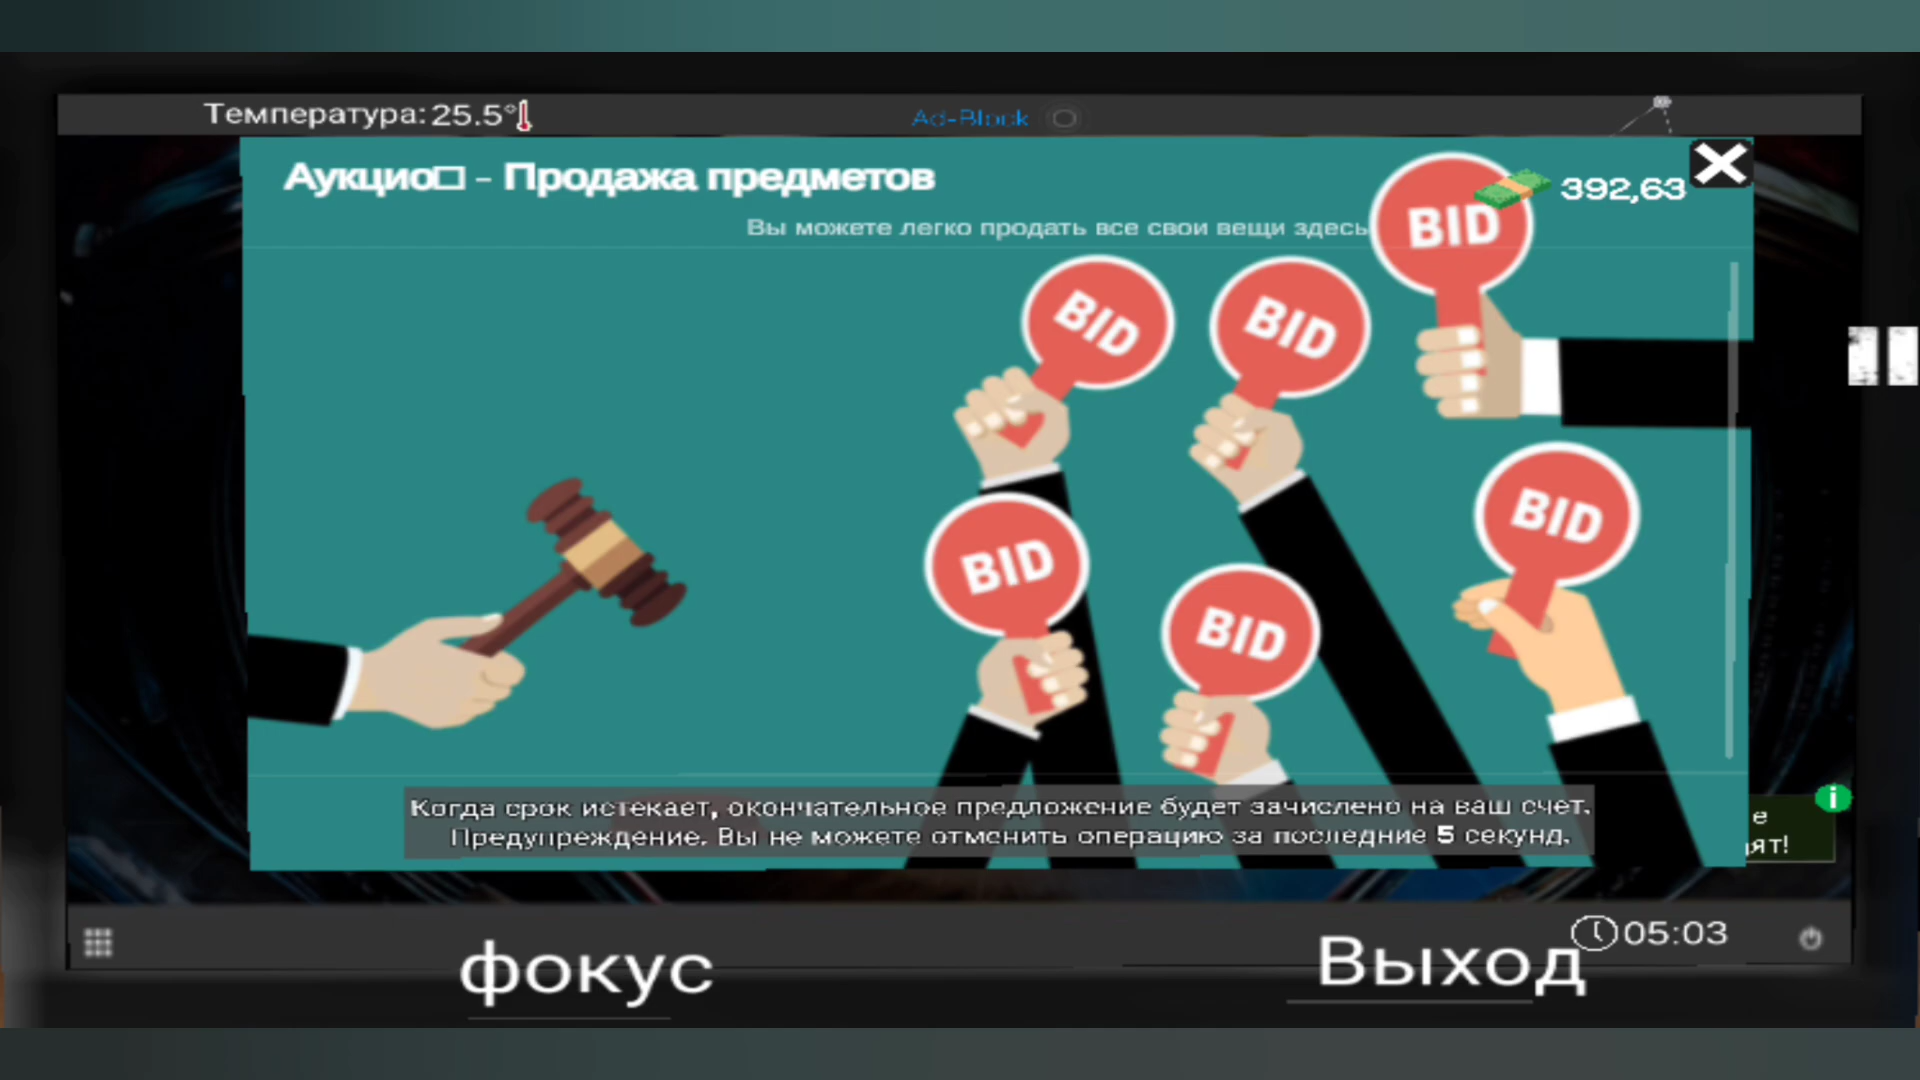 Температура: 25.5°
Ad-Block
Аукцио□ - Продажа предметов
392,63
Вы можете легко продать все свои вещи здесь
BID
BID
BID
BID
BID
BID
Когда срок истекает, окончательное предложение будет зачислено на ваш счет.
Предупреждение. Вы не можете отменить операцию за последние 5 секунд.
i
е
ят!
05:03
фокус
Выход